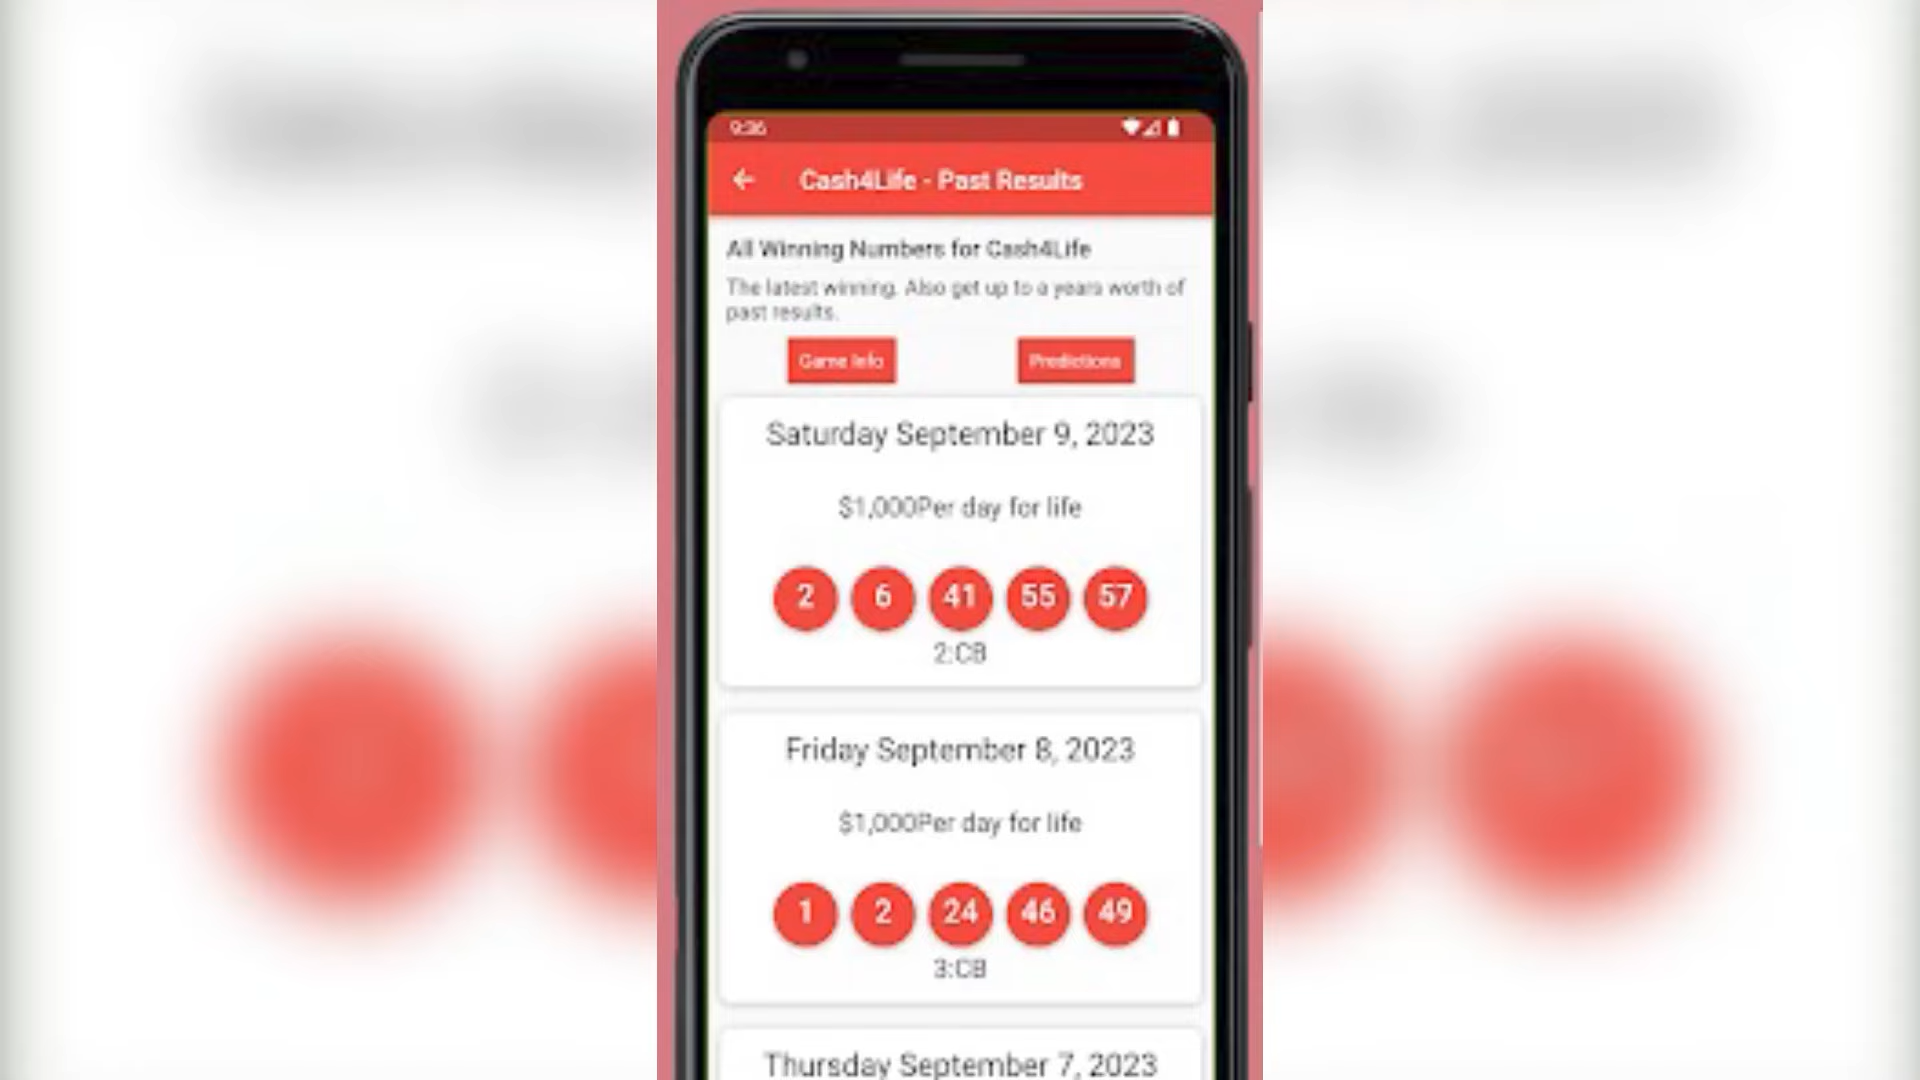 9:36
Cash4Life - Past Results
All Winning Numbers for Cash4Life
The latest winning. Also get up to a years worth of
past results.
Game Info
Predictions
Saturday September 9, 2023
$1,000Per day for life
2 6 41 55 57
2:CB
Friday September 8, 2023
$1,000Per day for life
1 2 24 46 49
3:CB
Thursday September 7, 2023